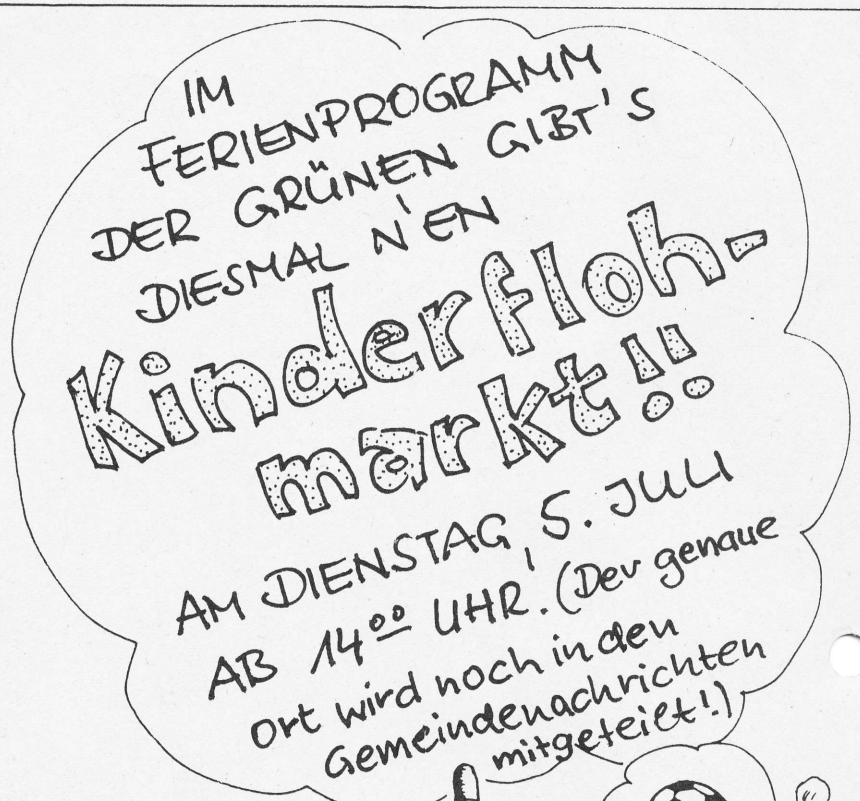 IM
FERIENPROGRAMM
DER GRÜNEN GIBT'S
DIESMAL N'EN
Kinderfloh-
markt!!
AM DIENSTAG, 5. JULI
AB 14⁰⁰ UHR! (Der genaue
Ort wird noch in den
Gemeindenachrichten
mitgeteilt!)